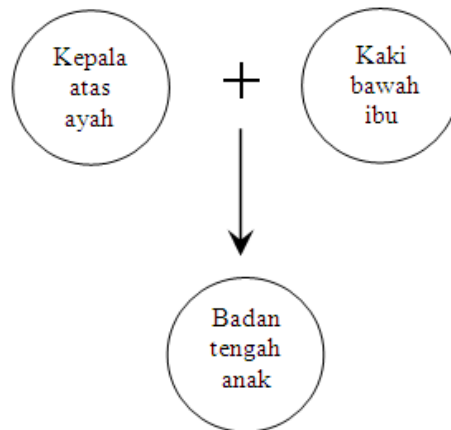 Kepala
atas
ayah
+
Kaki
bawah
ibu
Badan
tengah
anak